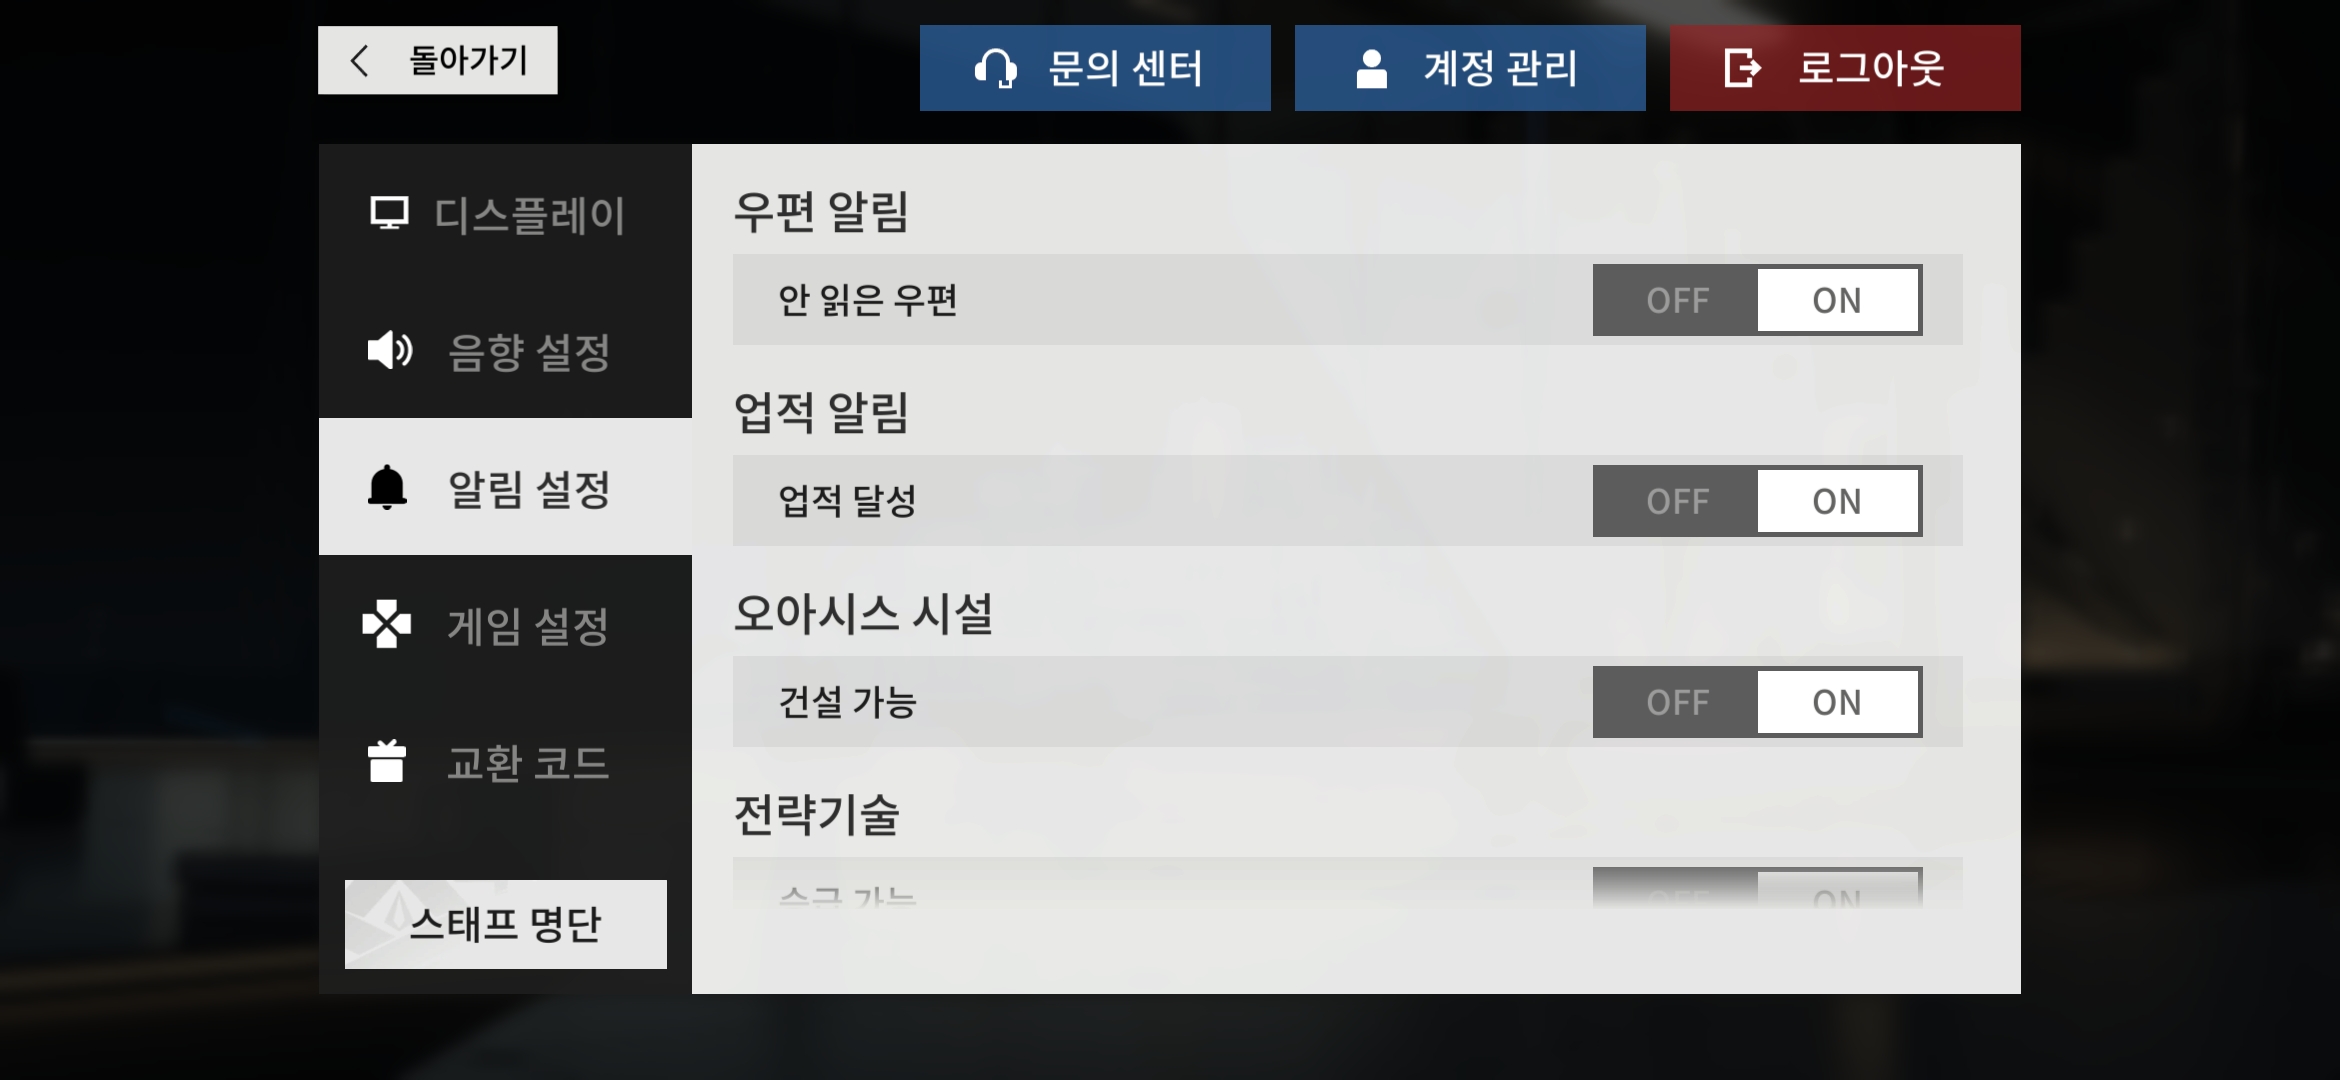 돌아가기
문의 센터
계정 관리
로그아웃
디스플레이
음향 설정
알림 설정
게임 설정
교환 코드
스태프 명단
우편 알림
안 읽은 우편
OFF ON
업적 알림
업적 달성
OFF ON
오아시스 시설
건설 가능
OFF ON
전략기술
OFF ON